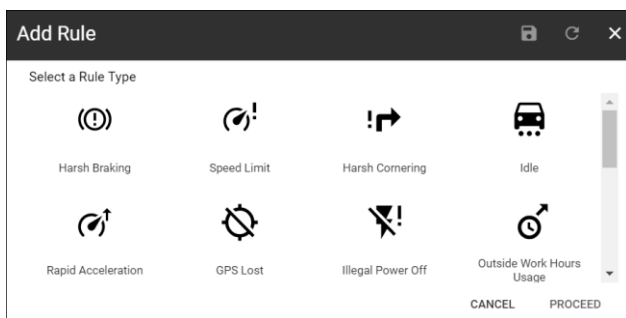 Add Rule
Select a Rule Type
Harsh Braking
Speed Limit
Harsh Cornering
Idle
Rapid Acceleration
GPS Lost
Illegal Power Off
Outside Work Hours
Usage
CANCEL PROCEED